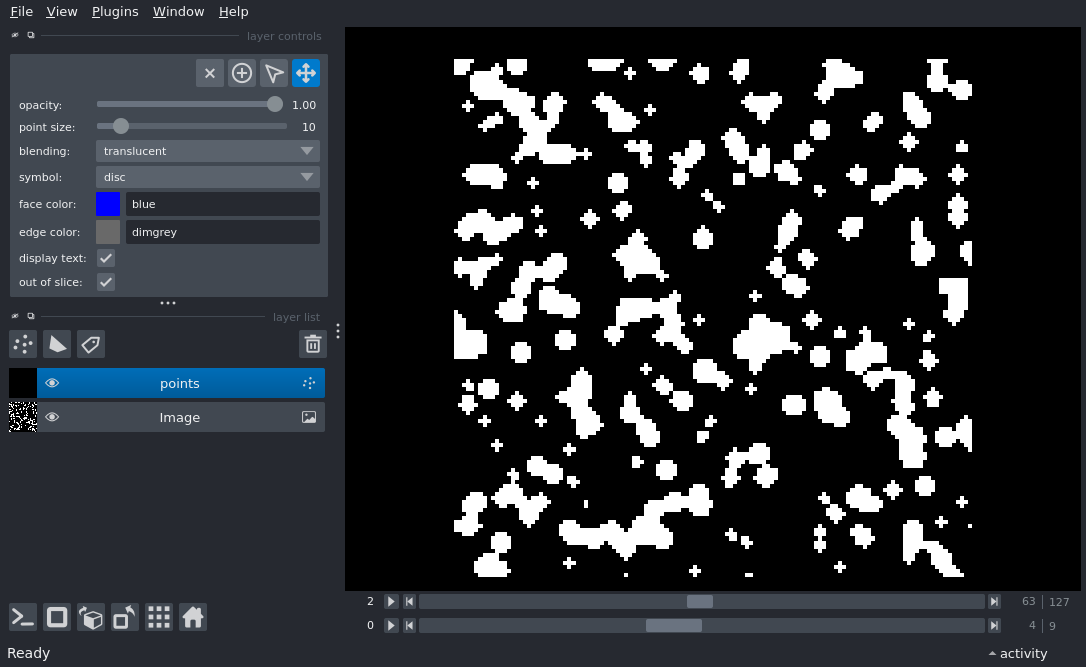 File View Plugins Window Help
layer controls
opacity: 1.00
point size: 10
blending: translucent
symbol: disc
face color: blue
edge color: dimgrey
display text:
out of slice:
layer list
points
Image
2 63 127
0 4 9
Ready activity